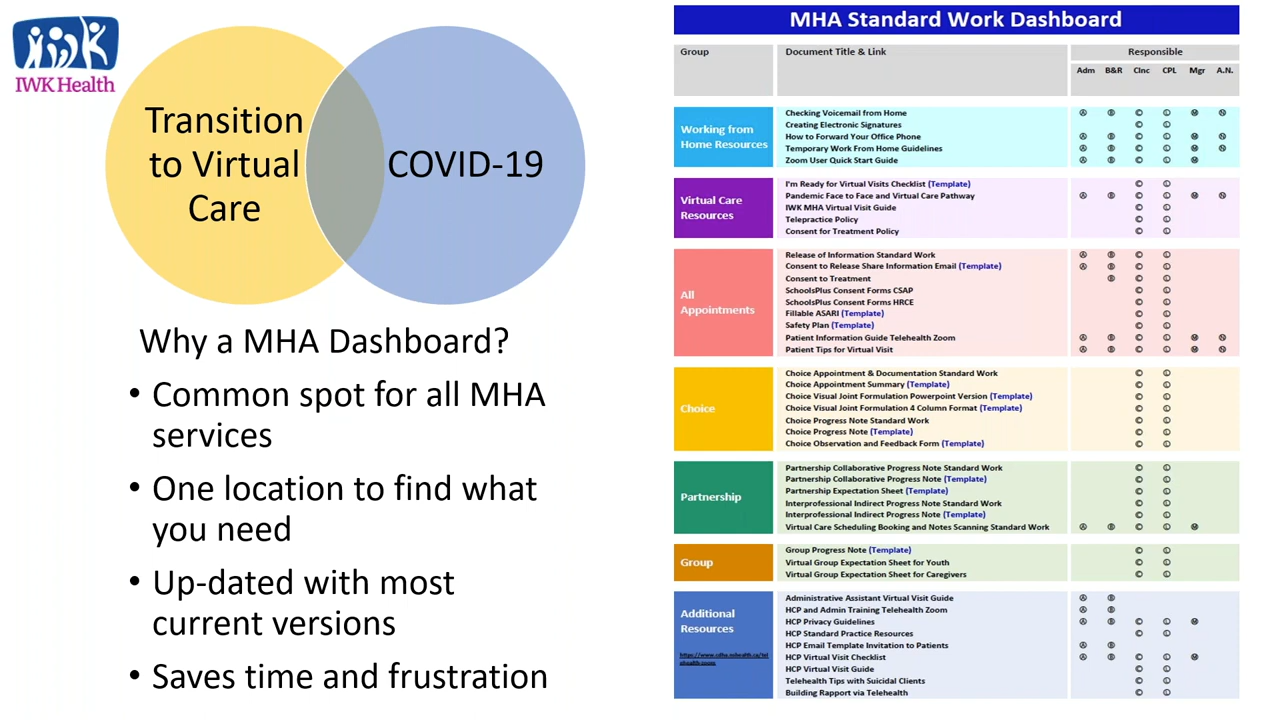 IWK Health
Transition
to Virtual
Care
COVID-19
Why a MHA Dashboard?
• Common spot for all MHA
services
• One location to find what
you need
• Up-dated with most
current versions
• Saves time and frustration
MHA Standard Work Dashboard
Group Document Title & Link Responsible
Adm B&R Clnc CPL Mgr A.N.
Working from
Home Resources
Checking Voicemail from Home Ⓐ Ⓑ Ⓒ Ⓛ Ⓜ Ⓝ
Creating Electronic Signatures Ⓒ Ⓛ
How to Forward Your Office Phone Ⓐ Ⓑ Ⓒ Ⓛ Ⓜ Ⓝ
Temporary Work From Home Guidelines Ⓐ Ⓑ Ⓒ Ⓛ Ⓜ Ⓝ
Zoom User Quick Start Guide Ⓐ Ⓑ Ⓒ Ⓛ Ⓜ
Virtual Care
Resources
I'm Ready for Virtual Visits Checklist (Template) Ⓒ Ⓛ
Pandemic Face to Face and Virtual Care Pathway Ⓐ Ⓑ Ⓒ Ⓛ Ⓜ Ⓝ
IWK MHA Virtual Visit Guide Ⓒ Ⓛ
Telepractice Policy Ⓒ Ⓛ
Consent for Treatment Policy Ⓒ Ⓛ
All
Appointments
Release of Information Standard Work Ⓐ Ⓑ Ⓒ Ⓛ
Consent to Release Share Information Email (Template) Ⓐ Ⓑ Ⓒ Ⓛ
Consent to Treatment Ⓑ Ⓒ Ⓛ
SchoolsPlus Consent Forms CSAP Ⓒ Ⓛ
SchoolsPlus Consent Forms HRCE Ⓒ Ⓛ
Fillable ASARI (Template) Ⓒ Ⓛ
Safety Plan (Template) Ⓒ Ⓛ
Patient Information Guide Telehealth Zoom Ⓐ Ⓑ Ⓒ Ⓛ Ⓜ Ⓝ
Patient Tips for Virtual Visit Ⓐ Ⓑ Ⓒ Ⓛ Ⓜ Ⓝ
Choice
Choice Appointment & Documentation Standard Work Ⓒ Ⓛ
Choice Appointment Summary (Template) Ⓒ Ⓛ
Choice Visual Joint Formulation Powerpoint Version (Template) Ⓒ Ⓛ
Choice Visual Joint Formulation 4 Column Format (Template) Ⓒ Ⓛ
Choice Progress Note Standard Work Ⓒ Ⓛ
Choice Progress Note (Template) Ⓒ Ⓛ
Choice Observation and Feedback Form (Template) Ⓒ Ⓛ
Partnership
Partnership Collaborative Progress Note Standard Work Ⓒ Ⓛ
Partnership Collaborative Progress Note (Template) Ⓒ Ⓛ
Partnership Expectation Sheet (Template) Ⓒ Ⓛ
Interprofessional Indirect Progress Note Standard Work Ⓒ Ⓛ
Interprofessional Indirect Progress Note (Template) Ⓒ Ⓛ
Virtual Care Scheduling Booking and Notes Scanning Standard Work Ⓐ Ⓑ Ⓒ Ⓛ Ⓜ
Group
Group Progress Note (Template) Ⓒ Ⓛ
Virtual Group Expectation Sheet for Youth Ⓒ Ⓛ
Virtual Group Expectation Sheet for Caregivers Ⓒ Ⓛ
Additional
Resources
Administrative Assistant Virtual Visit Guide Ⓐ Ⓑ
HCP and Admin Training Telehealth Zoom Ⓐ Ⓑ
HCP Privacy Guidelines Ⓐ Ⓑ Ⓒ Ⓛ Ⓜ
HCP Standard Practice Resources Ⓒ Ⓛ
HCP Email Template Invitation to Patients Ⓐ Ⓑ
HCP Virtual Visit Checklist Ⓐ Ⓑ Ⓒ Ⓛ Ⓜ
HCP Virtual Visit Guide Ⓒ Ⓛ
Telehealth Tips with Suicidal Clients Ⓒ Ⓛ
Building Rapport via Telehealth Ⓒ Ⓛ